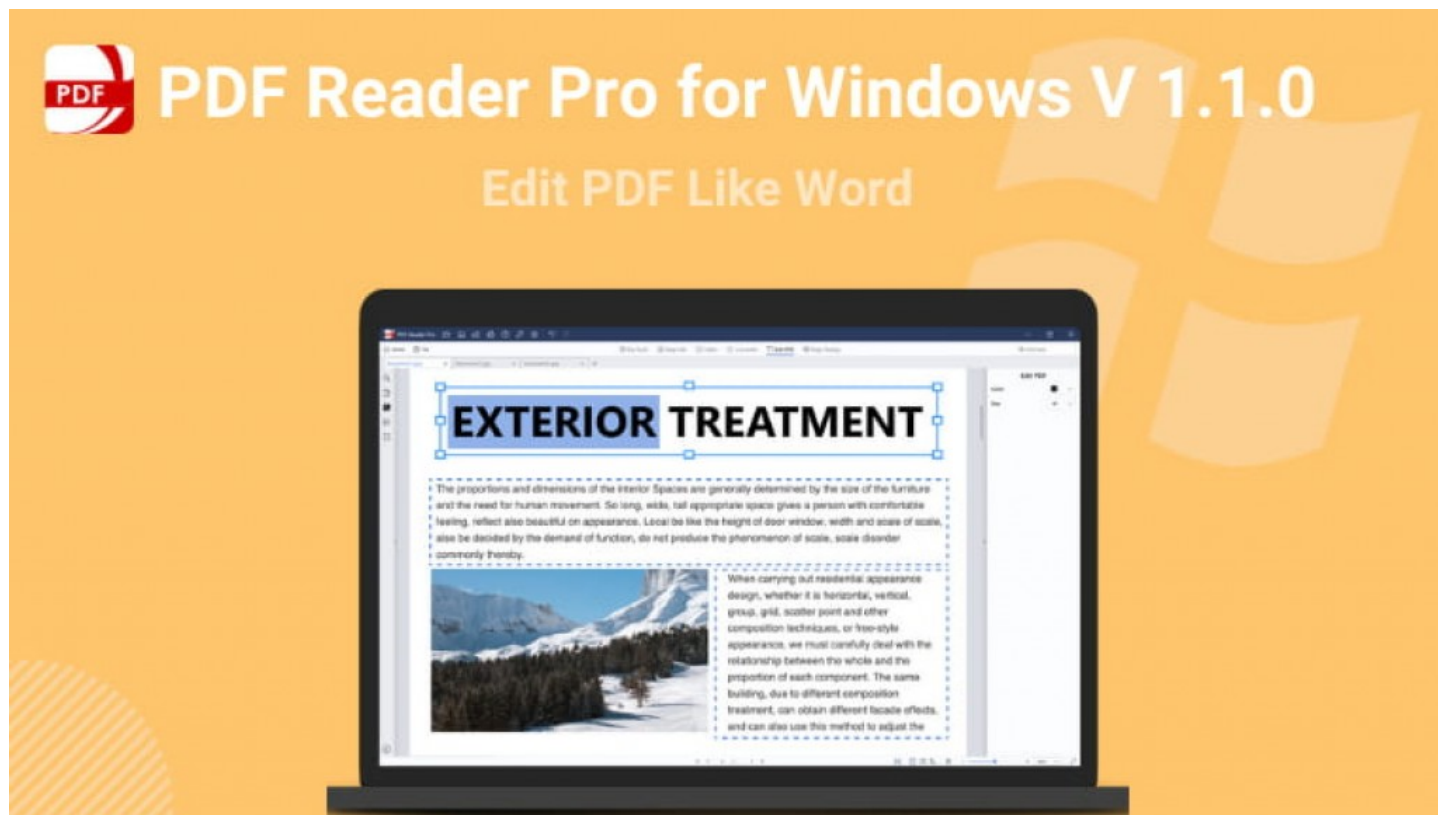 PDF
PDF Reader Pro for Windows V 1.1.0
Edit PDF Like Word
PDF Reader Pro
Edit PDF
EXTERIOR TREATMENT
The proportions and dimensions of the Interior Spaces are generally determined by the size of the furniture
and the need for human movement. So long, wide, tall appropriate space gives a person with comfortable
feeling, reflect also beautiful on appearance. Local be like the height of door window, width and scale of scale,
also be decided by the demand of function, do not produce the phenomenon of scale, scale disorder
commonly thereby.
When carrying out residential appearance
design, whether it is horizontal, vertical,
group, grid, scatter point and other
composition techniques, or free-style
appearance, we must carefully deal with the
relationship between the whole and the
proportion of each component. The same
building, due to different composition
treatment, can obtain different facade effects,
and can also use this method to adjust the